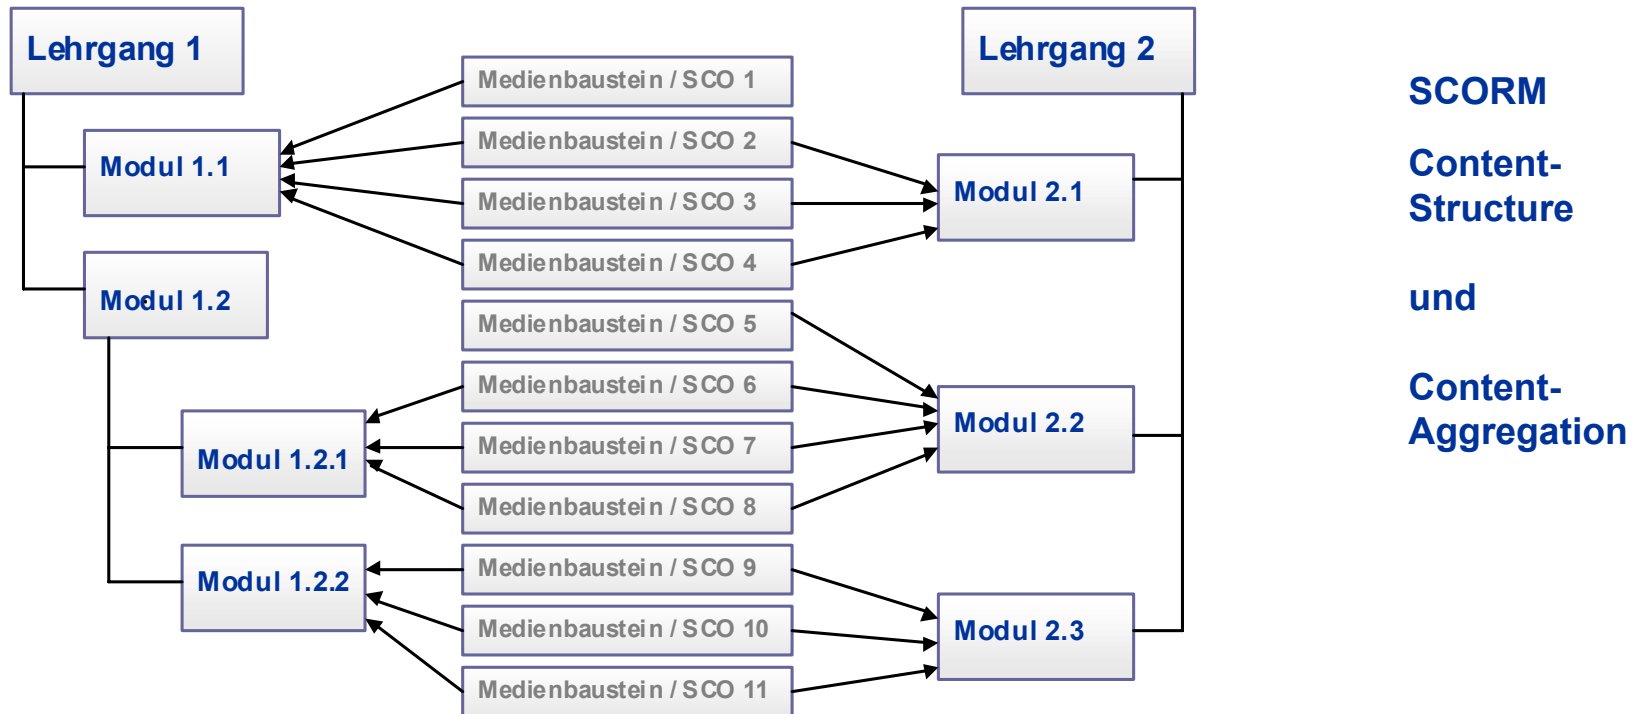 Lehrgang 1
Modul 1.1
Modul 1.2
Modul 1.2.1
Modul 1.2.2
Medienbaustein / SCO 1
Medienbaustein / SCO 2
Medienbaustein / SCO 3
Medienbaustein / SCO 4
Medienbaustein / SCO 5
Medienbaustein / SCO 6
Medienbaustein / SCO 7
Medienbaustein / SCO 8
Medienbaustein / SCO 9
Medienbaustein / SCO 10
Medienbaustein / SCO 11
Lehrgang 2
Modul 2.1
Modul 2.2
Modul 2.3
SCORM
Content-
Structure
und
Content-
Aggregation